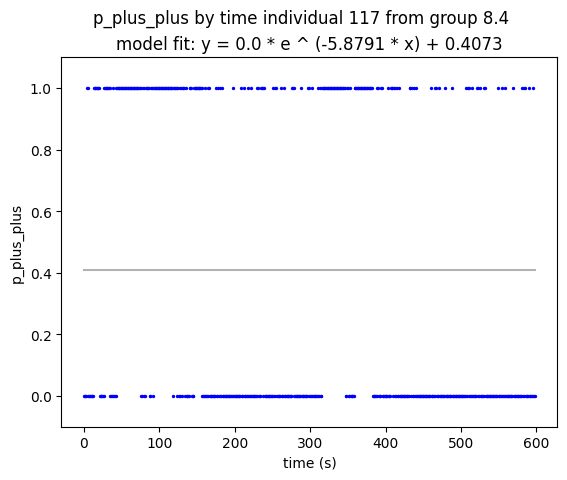 p_plus_plus by time individual 117 from group 8.4
model fit: y = 0.0 * e ^ (-5.8791 * x) + 0.4073
p_plus_plus
1.0
0.8
0.6
0.4
0.2
0.0
0 100 200 300 400 500 600
time (s)